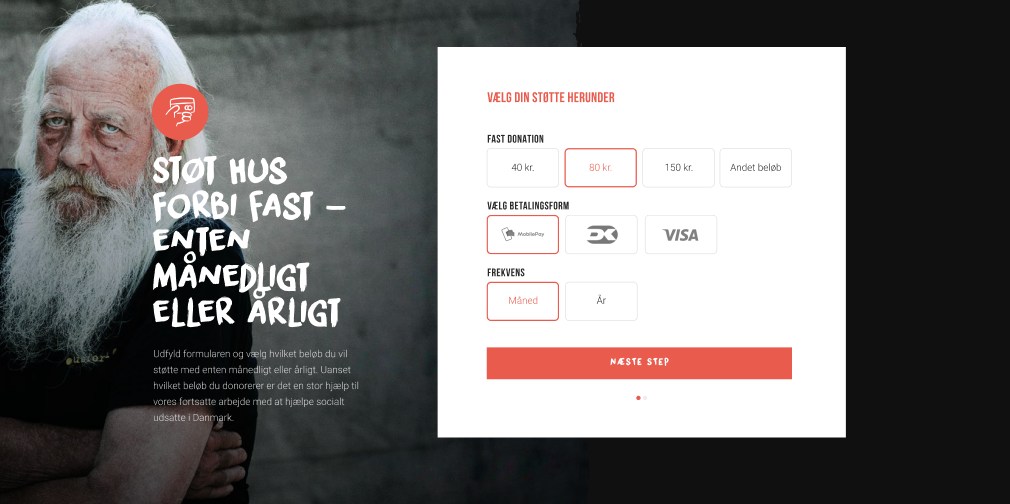 STØT HUS
FORBI FAST –
ENTEN
MÅNEDLIGT
ELLER ÅRLIGT
Udfyld formularen og vælg hvilket beløb du vil
støtte med enten månedligt eller årligt. Uanset
hvilket beløb du donorerer er det en stor hjælp til
vores fortsatte arbejde med at hjælpe socialt
udsatte i Danmark.
VÆLG DIN STØTTE HERUNDER
FAST DONATION
40 kr. 80 kr. 150 kr. Andet beløb
VÆLG BETALINGSFORM
MobilePay VISA
FREKVENS
Måned År
NÆSTE STEP